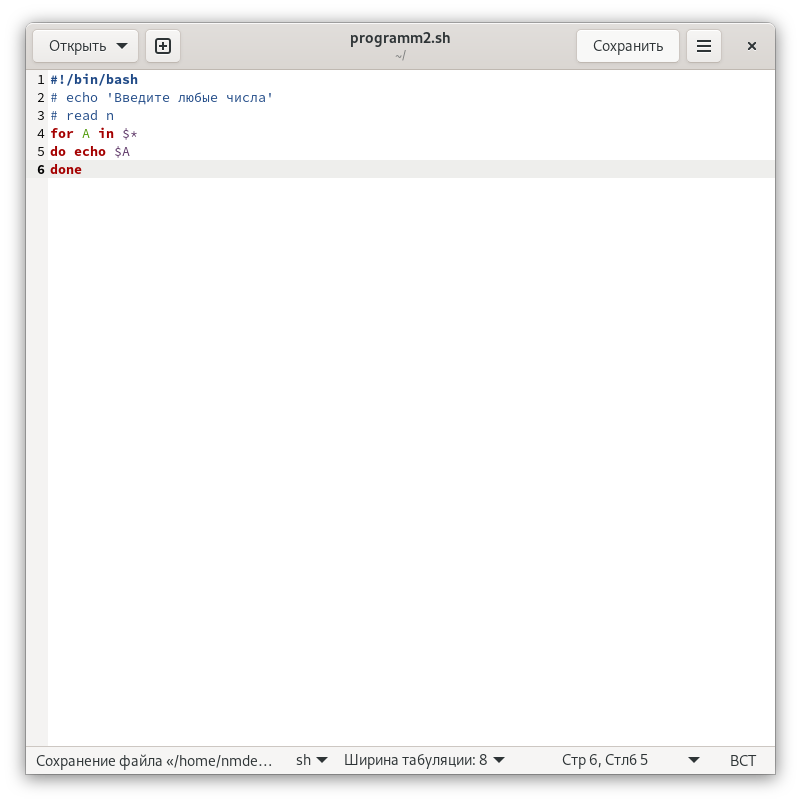 Открыть
programm2.sh
~/
Сохранить
1 #!/bin/bash
2 # echo 'Введите любые числа'
3 # read n
4 for A in $*
5 do echo $A
6 done
Сохранение файла «/home/nmde… sh Ширина табуляции: 8 Стр 6, Стлб 5 ВСТ